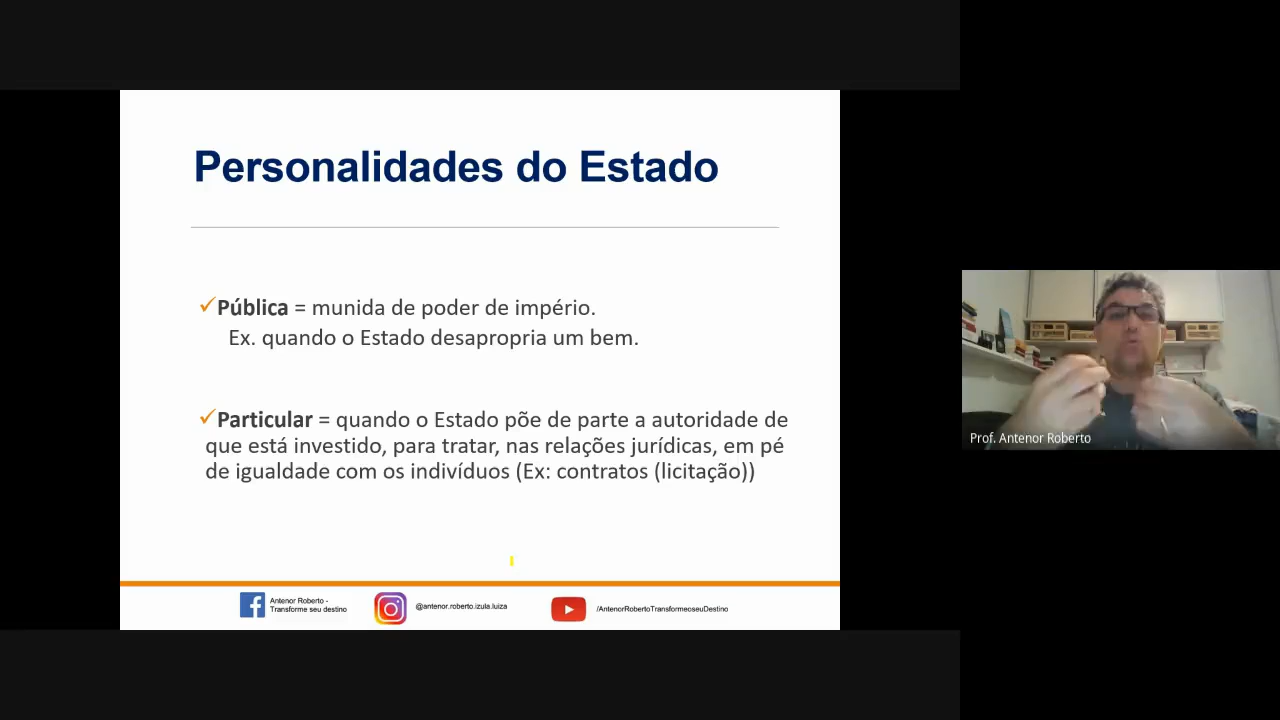 Personalidades do Estado
✓Pública = munida de poder de império.
Ex. quando o Estado desapropria um bem.
✓Particular = quando o Estado põe de parte a autoridade de
que está investido, para tratar, nas relações jurídicas, em pé
de igualdade com os indivíduos (Ex: contratos (licitação))
Antenor Roberto -
Transforme seu destino
@antenor.roberto.izula.luiza
/AntenorRobertoTransformeoseuDestino
Prof. Antenor Roberto